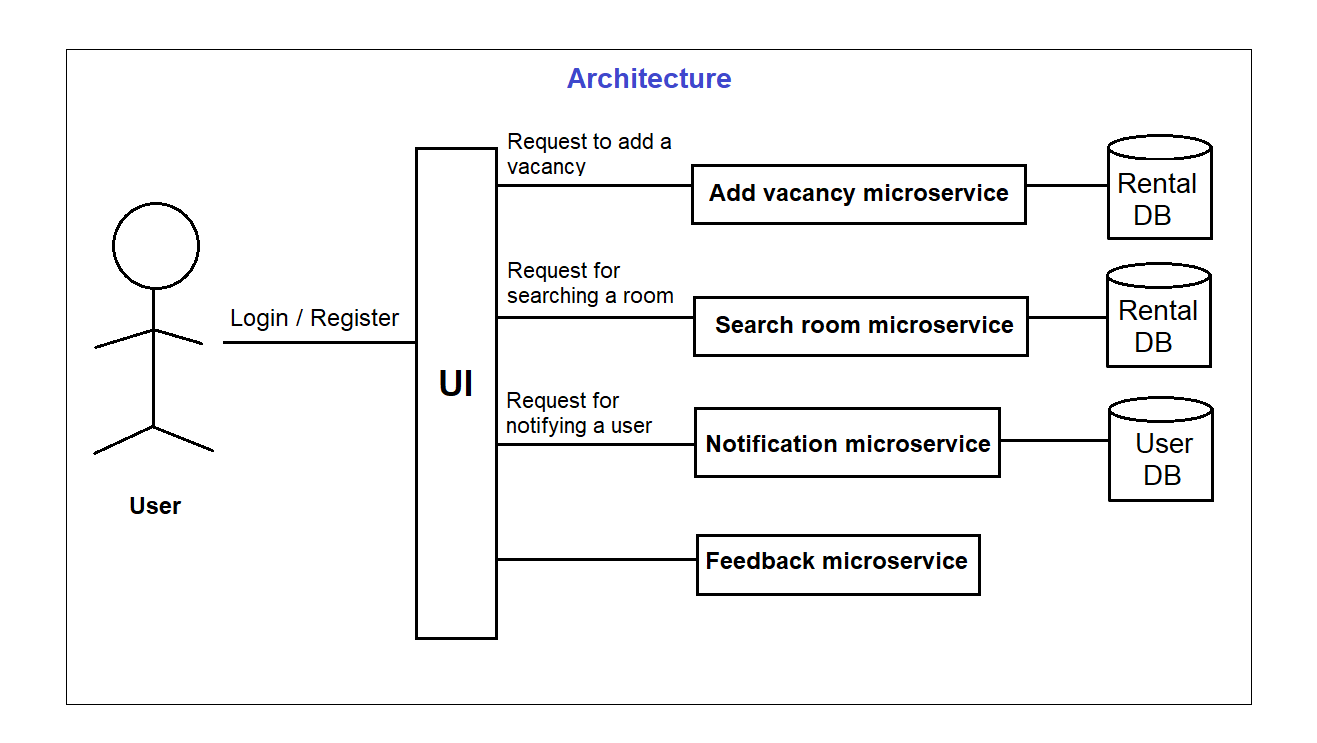 Architecture
Request to add a
vacancy
Add vacancy microservice
Rental
DB
Request for
searching a room
Search room microservice
Rental
DB
Login / Register
UI
Request for
notifying a user
Notification microservice
User
DB
User
Feedback microservice